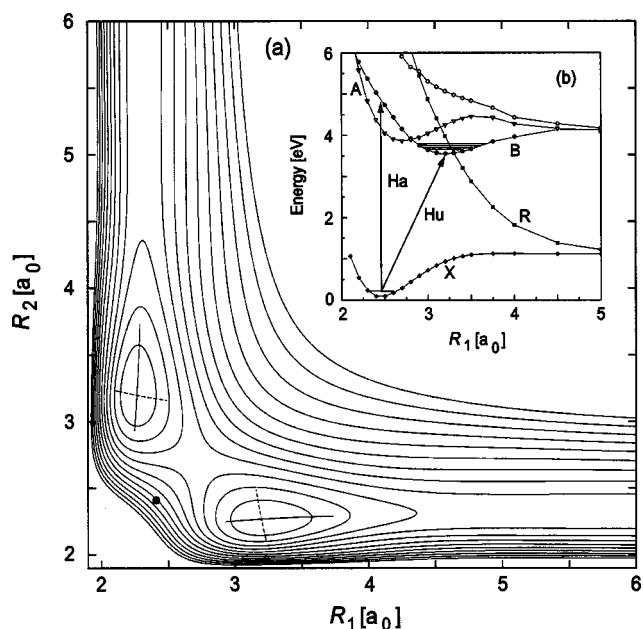 (a)
(b)
6
5
4
3
2
R2 [a0]
2 3 4 5 6
R1 [a0]
6
4
2
0
Energy [eV]
A
B
R
X
Ha
Hu
2 3 4 5
R1 [a0]